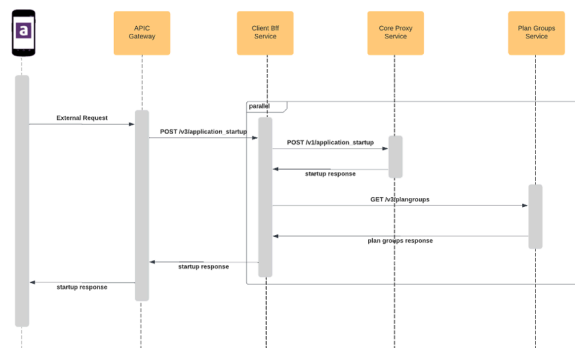 a
APIC
Gateway
Client Bff
Service
Core Proxy
Service
Plan Groups
Service
parallel
External Request
POST /v3/application_startup
POST /v1/application_startup
startup response
GET /v3/plangroups
plan groups response
startup response
startup response